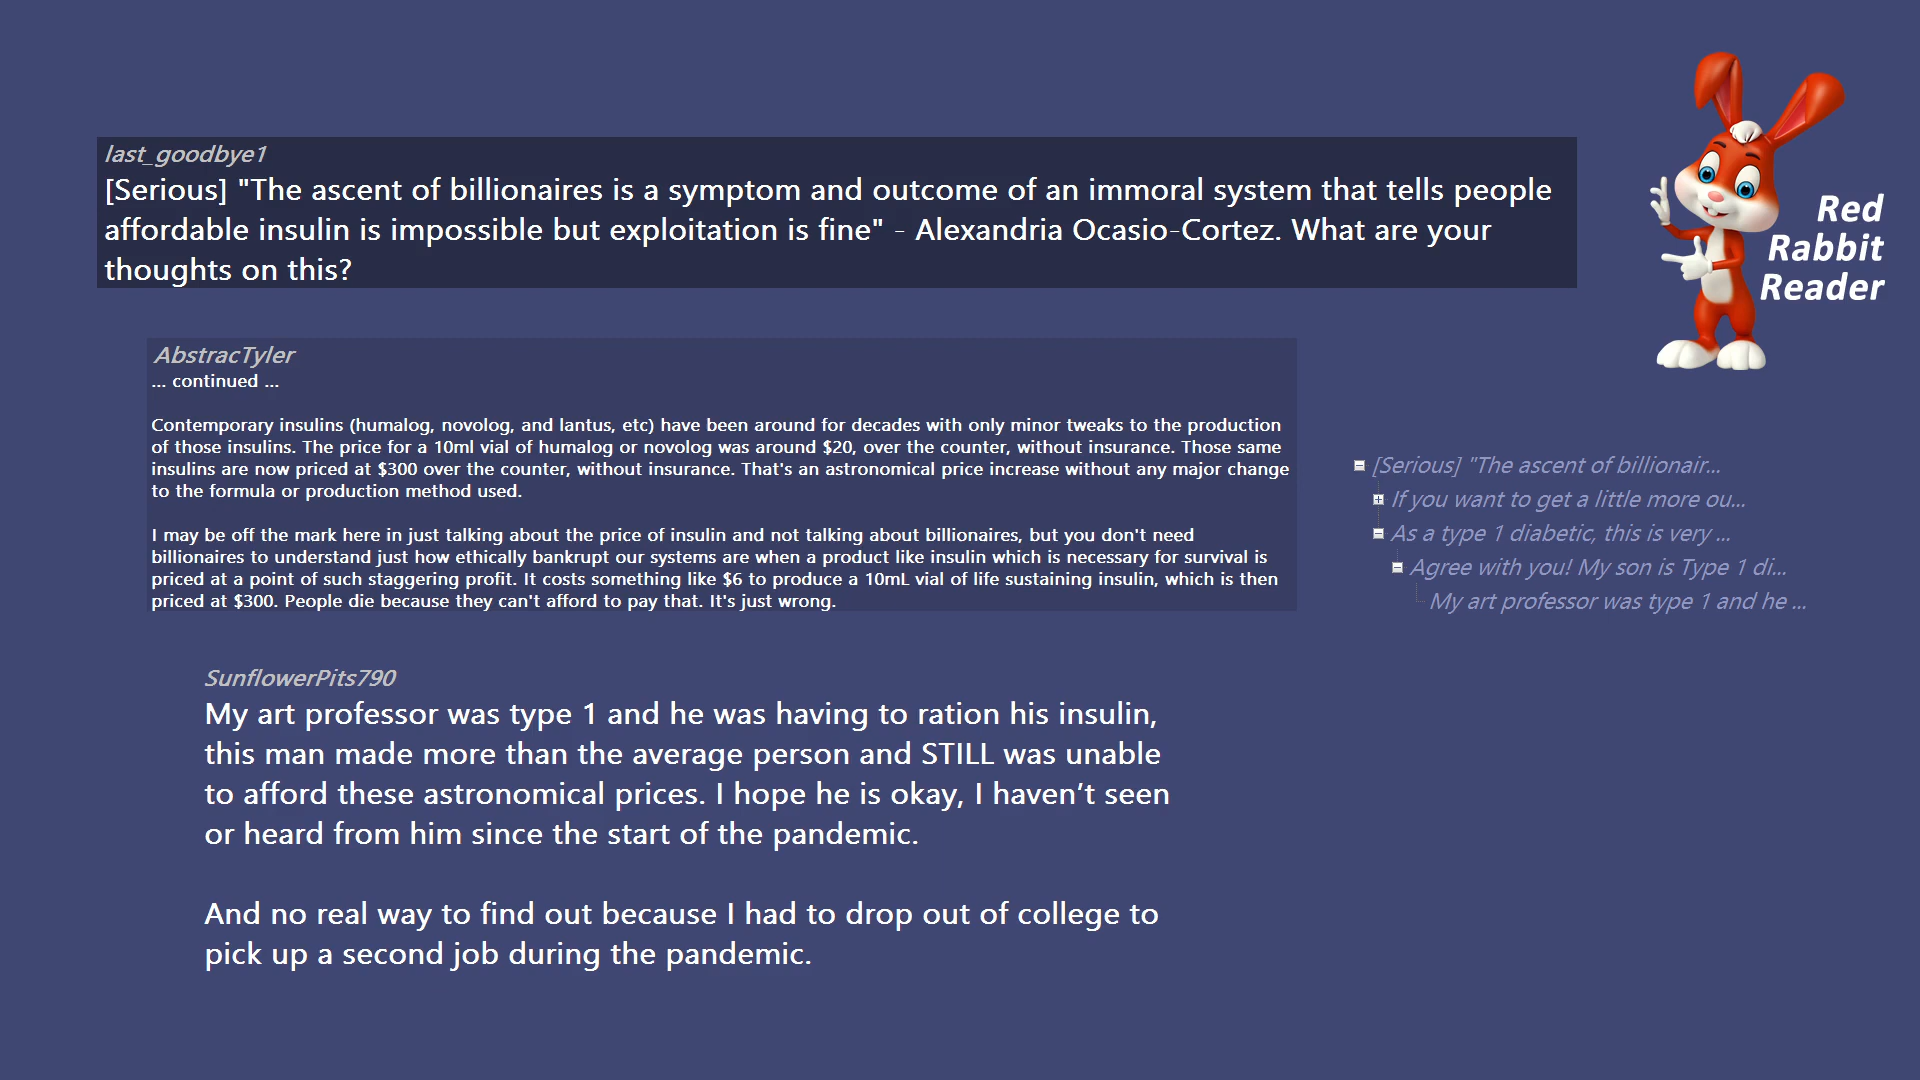 last_goodbye1
[Serious] "The ascent of billionaires is a symptom and outcome of an immoral system that tells people
affordable insulin is impossible but exploitation is fine" - Alexandria Ocasio-Cortez. What are your
thoughts on this?
Red
Rabbit
Reader
AbstracTyler
... continued ...
Contemporary insulins (humalog, novolog, and lantus, etc) have been around for decades with only minor tweaks to the production
of those insulins. The price for a 10ml vial of humalog or novolog was around $20, over the counter, without insurance. Those same
insulins are now priced at $300 over the counter, without insurance. That's an astronomical price increase without any major change
to the formula or production method used.
I may be off the mark here in just talking about the price of insulin and not talking about billionaires, but you don't need
billionaires to understand just how ethically bankrupt our systems are when a product like insulin which is necessary for survival is
priced at a point of such staggering profit. It costs something like $6 to produce a 10mL vial of life sustaining insulin, which is then
priced at $300. People die because they can't afford to pay that. It's just wrong.
[Serious] "The ascent of billionair...
If you want to get a little more ou...
As a type 1 diabetic, this is very ...
Agree with you! My son is Type 1 di...
My art professor was type 1 and he ...
SunflowerPits790
My art professor was type 1 and he was having to ration his insulin,
this man made more than the average person and STILL was unable
to afford these astronomical prices. I hope he is okay, I haven’t seen
or heard from him since the start of the pandemic.
And no real way to find out because I had to drop out of college to
pick up a second job during the pandemic.